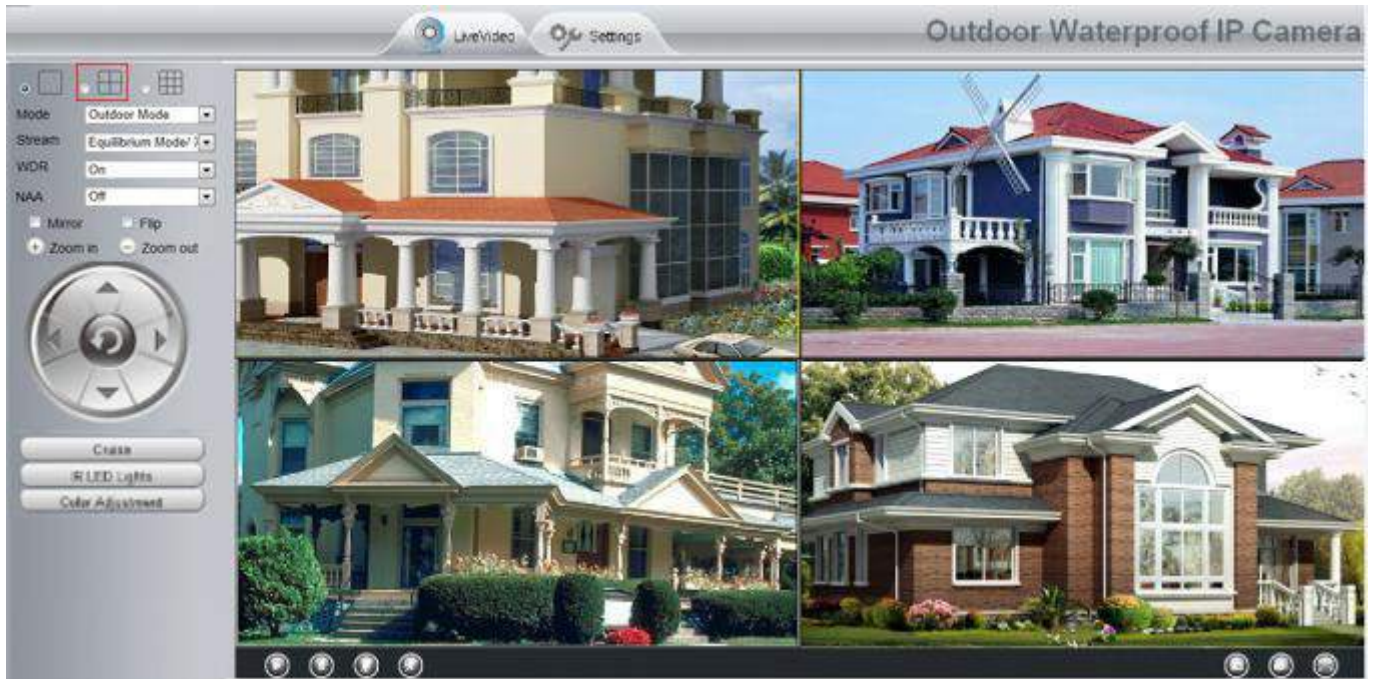 LiveVideo
Settings
Outdoor Waterproof IP Camera
Mode
Outdoor Mode
Stream
Equilibrium Mode/
WDR
On
NAA
Off
Mirror
Flip
Zoom in
Zoom out
Cruise
IR LED Lights
Color Adjustment